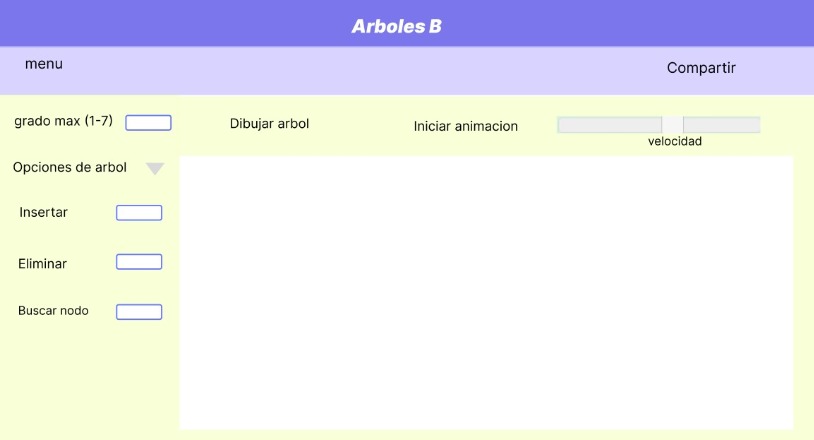 Arboles B
menu
Compartir
grado max (1-7)
Dibujar arbol
Iniciar animacion
velocidad
Opciones de arbol
Insertar
Eliminar
Buscar nodo